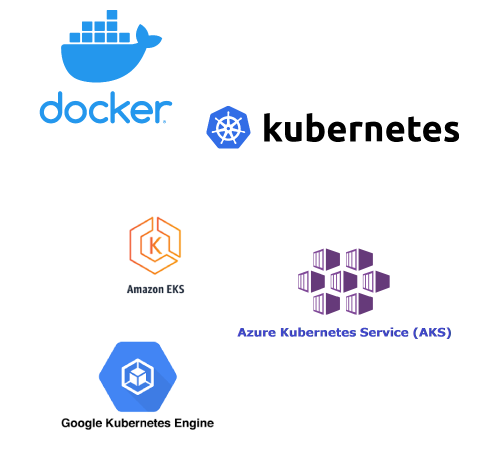 docker
kubernetes
K
Amazon EKS
Azure Kubernetes Service (AKS)
Google Kubernetes Engine